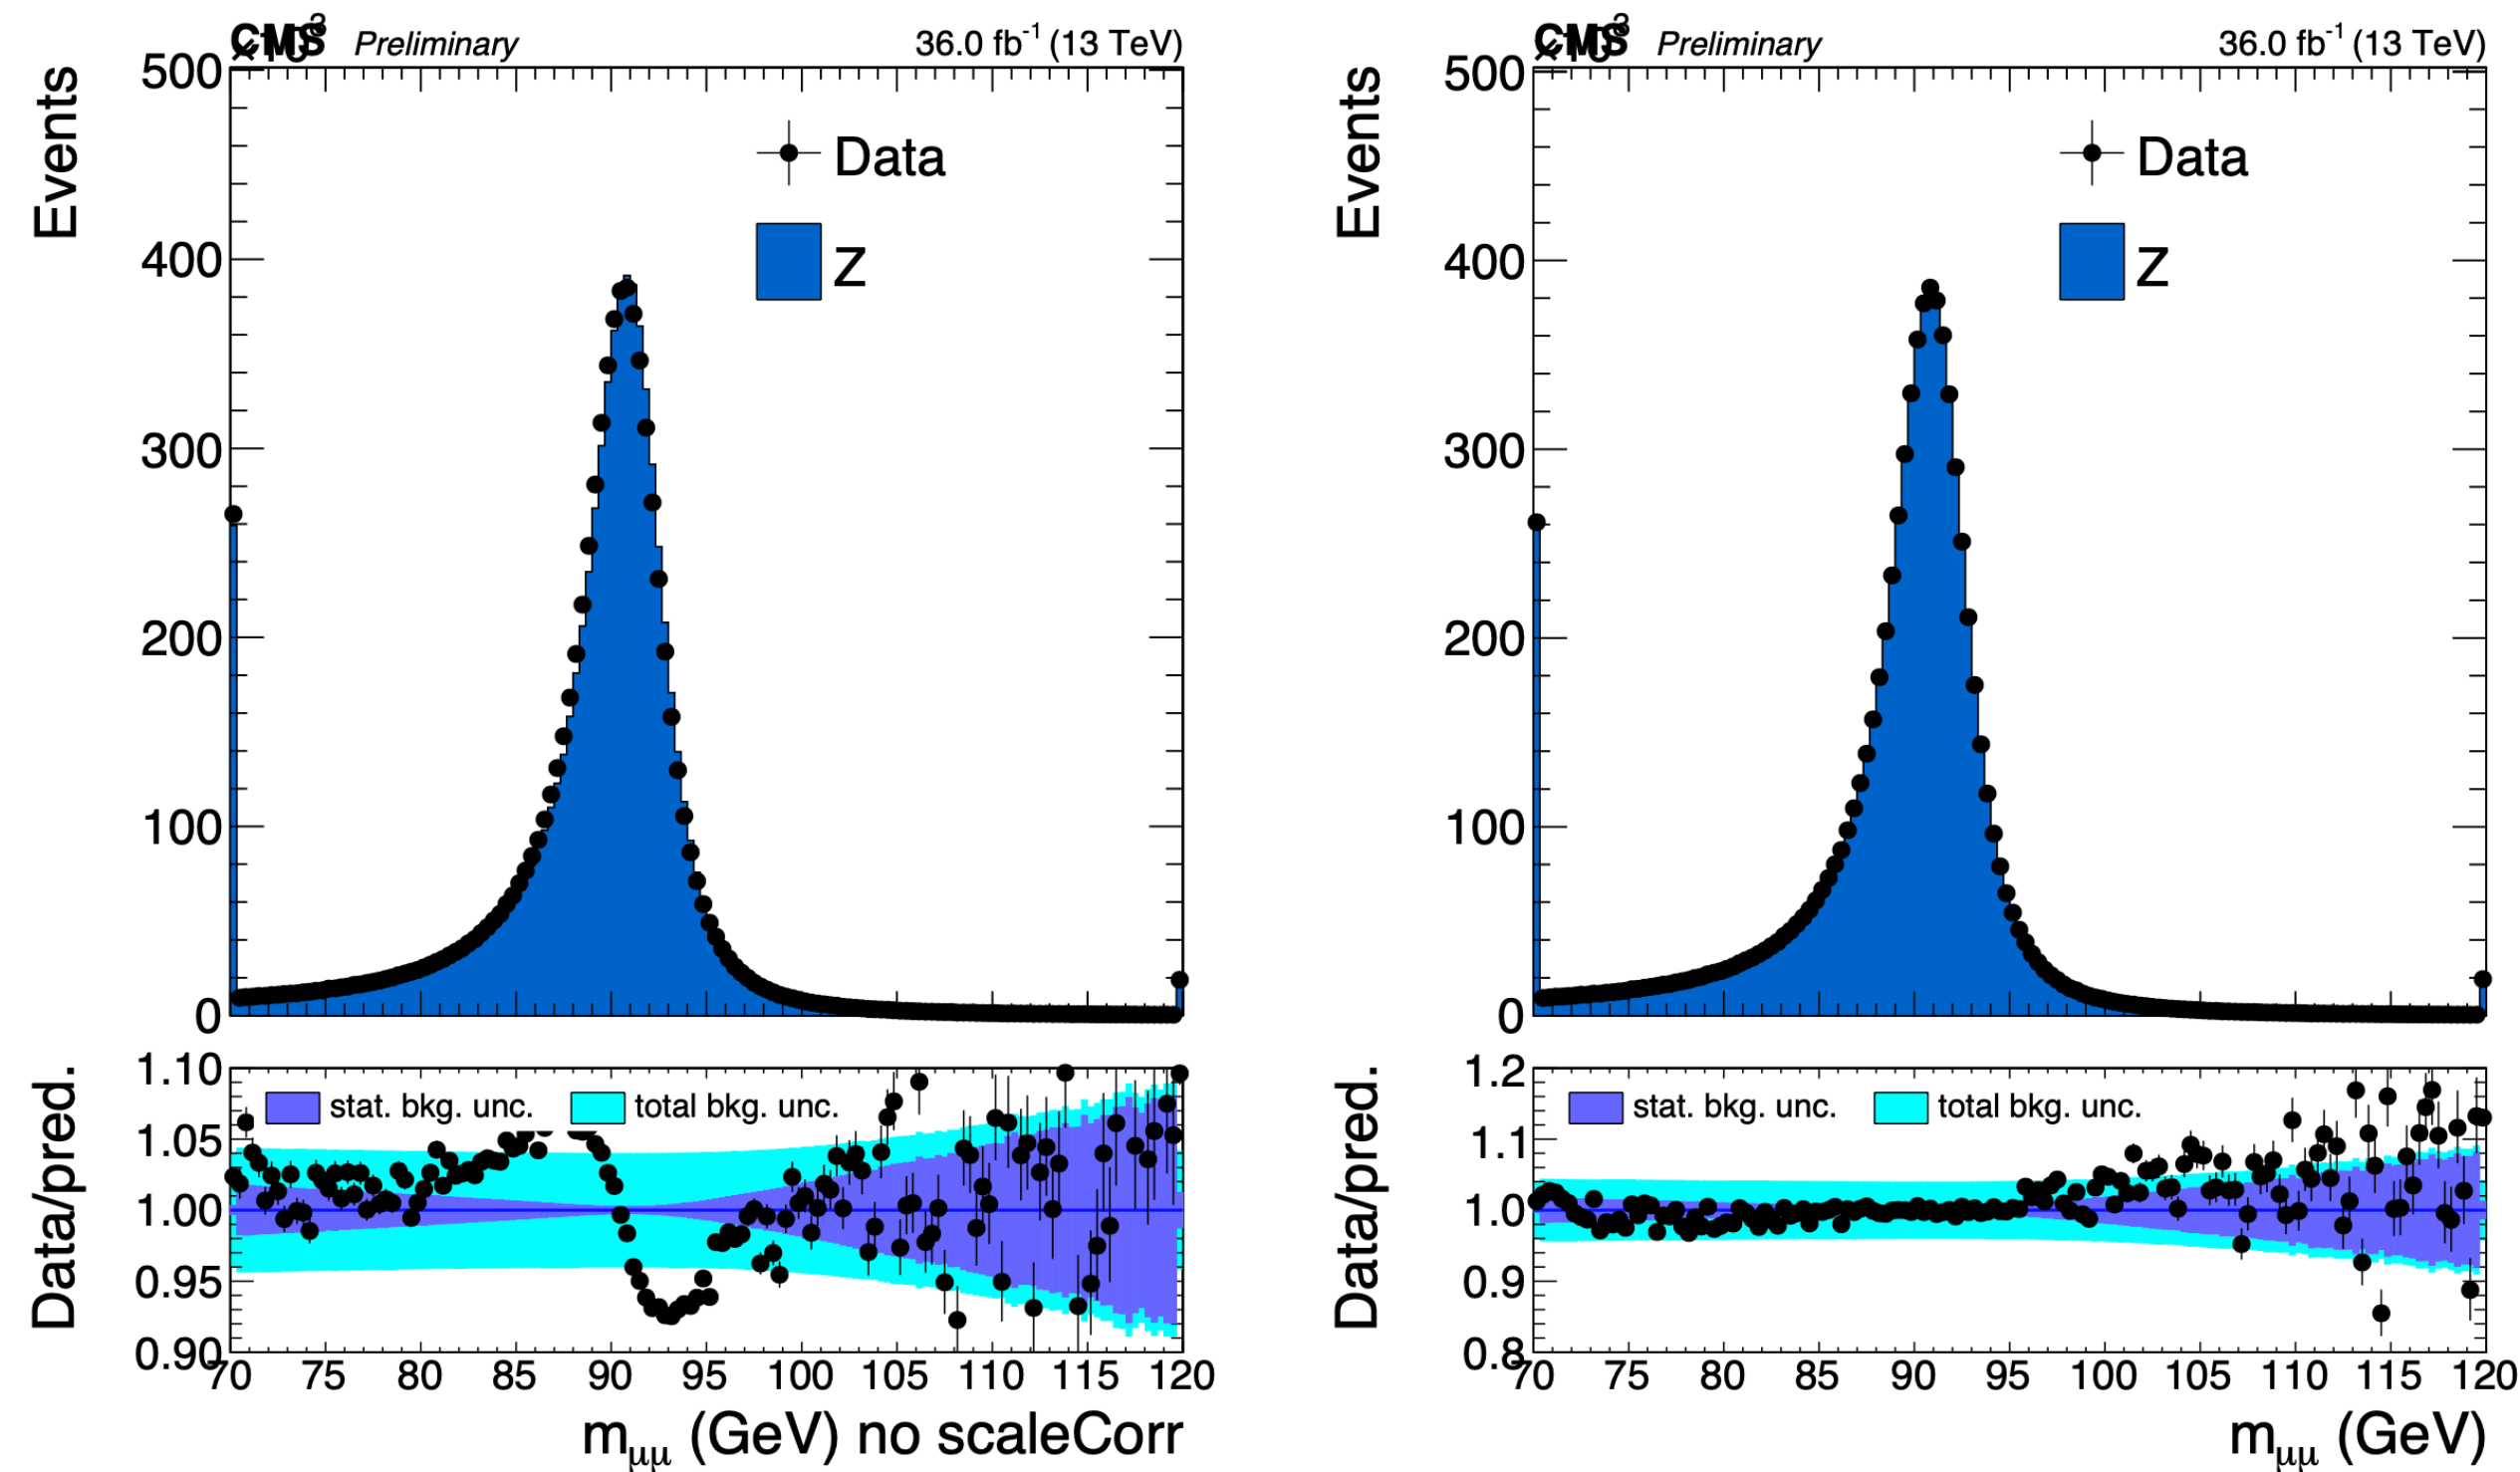 CMS Preliminary 36.0 fb⁻¹ (13 TeV)
×10³
Events
500
400
300
200
100
0
Data
Z
Data/pred.
1.10
1.05
1.00
0.95
0.90
stat. bkg. unc. total bkg. unc.
70 75 80 85 90 95 100 105 110 115 120
mμμ (GeV) no scaleCorr
CMS Preliminary 36.0 fb⁻¹ (13 TeV)
×10³
Events
500
400
300
200
100
0
Data
Z
Data/pred.
1.2
1.1
1.0
0.9
0.8
stat. bkg. unc. total bkg. unc.
70 75 80 85 90 95 100 105 110 115 120
mμμ (GeV)